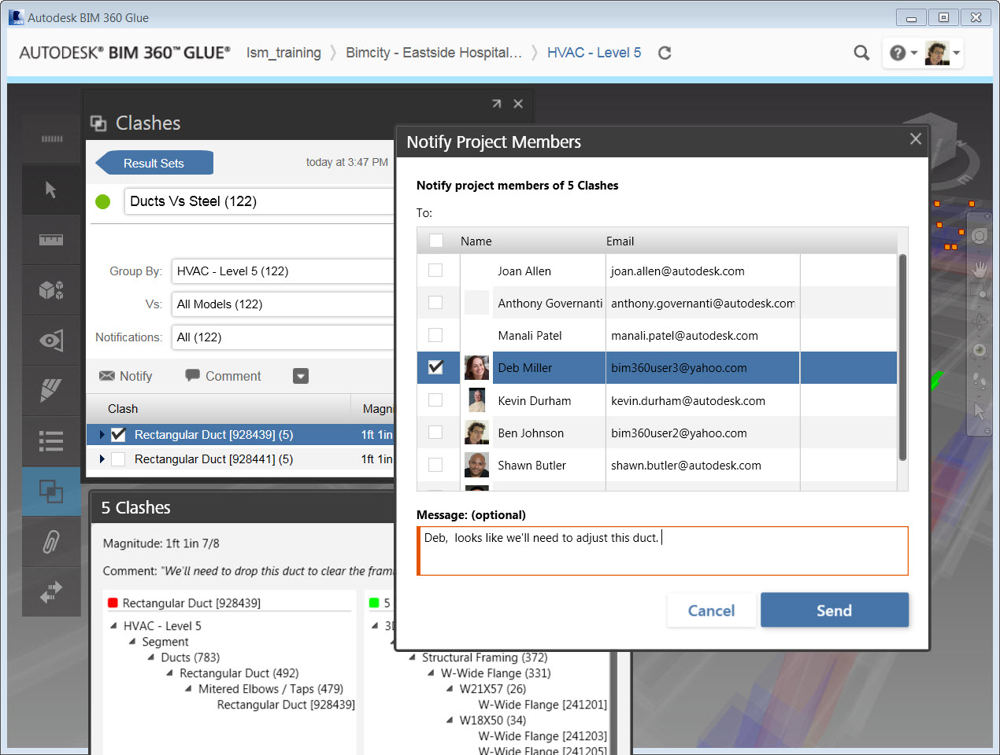 Autodesk BIM 360 Glue
AUTODESK® BIM 360™ GLUE® Ism_training Bimcity - Eastside Hospital... HVAC - Level 5
Clashes
Result Sets today at 3:47 PM
Ducts Vs Steel (122)
Group By: HVAC - Level 5 (122)
Vs: All Models (122)
Notifications: All (122)
Notify Comment
Clash Magni
Rectangular Duct [928439] (5) 1ft 1in
Rectangular Duct [928441] (5) 1ft 1in
Notify Project Members
Notify project members of 5 Clashes
To:
Name Email
Joan Allen joan.allen@autodesk.com
Anthony Governanti anthony.governanti@autodesk.com
Manali Patel manali.patel@autodesk.com
Deb Miller bim360user3@yahoo.com
Kevin Durham kevin.durham@autodesk.com
Ben Johnson bim360user2@yahoo.com
Shawn Butler shawn.butler@autodesk.com
Message: (optional)
Deb,  looks like we'll need to adjust this duct.
Cancel Send
5 Clashes
Magnitude: 1ft 1in 7/8
Comment: "We'll need to drop this duct to clear the frami
Rectangular Duct [928439]
HVAC - Level 5
Segment
Ducts (783)
Rectangular Duct (492)
Mitered Elbows / Taps (479)
Rectangular Duct [928439]
5
3D
Structural Framing (372)
W-Wide Flange (331)
W21X57 (26)
W-Wide Flange [241201]
W18X50 (34)
W-Wide Flange [241203]
W-Wide Flange [241205]